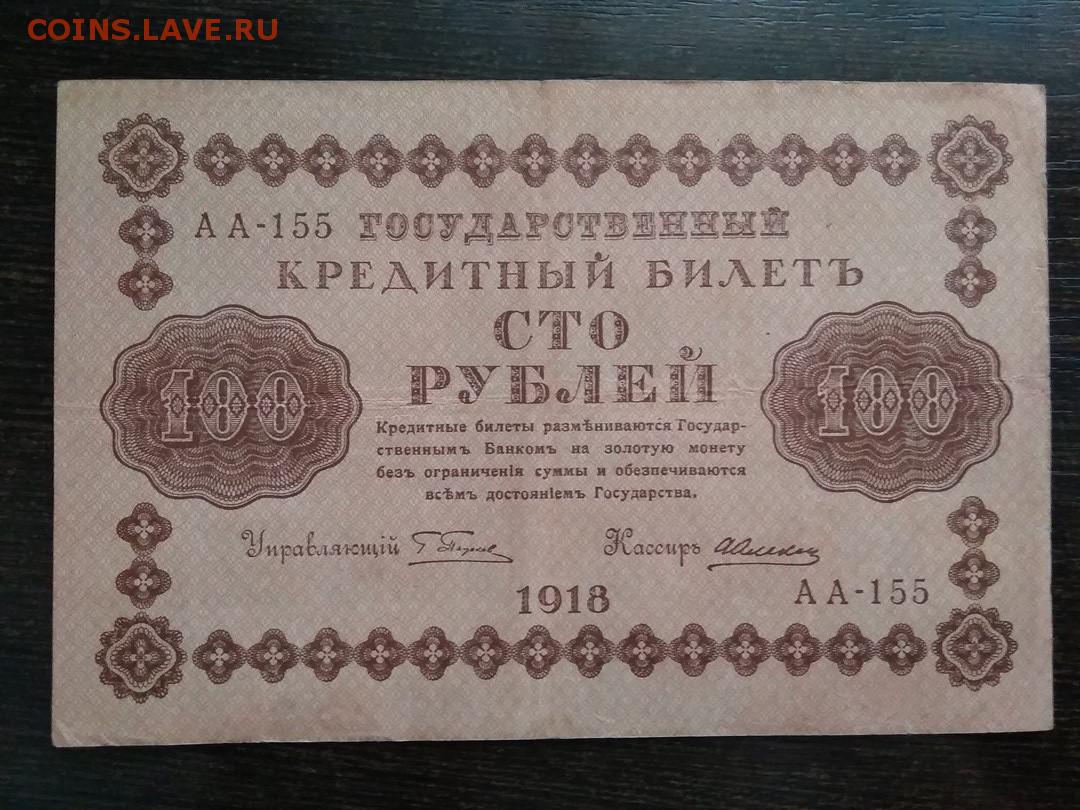 COINS.LAVE.RU
АА-155 ГОСУДАРСТВЕННЫЙ
КРЕДИТНЫЙ БИЛЕТЪ
СТО
РУБЛЕЙ
100
100
Кредитные билеты размѣниваются Государ-
ственнымъ Банкомъ на золотую монету
безъ ограниченія суммы и обезпечиваются
всѣмъ достояніемъ Государства.
Управляющій
Кассиръ
1918
АА-155